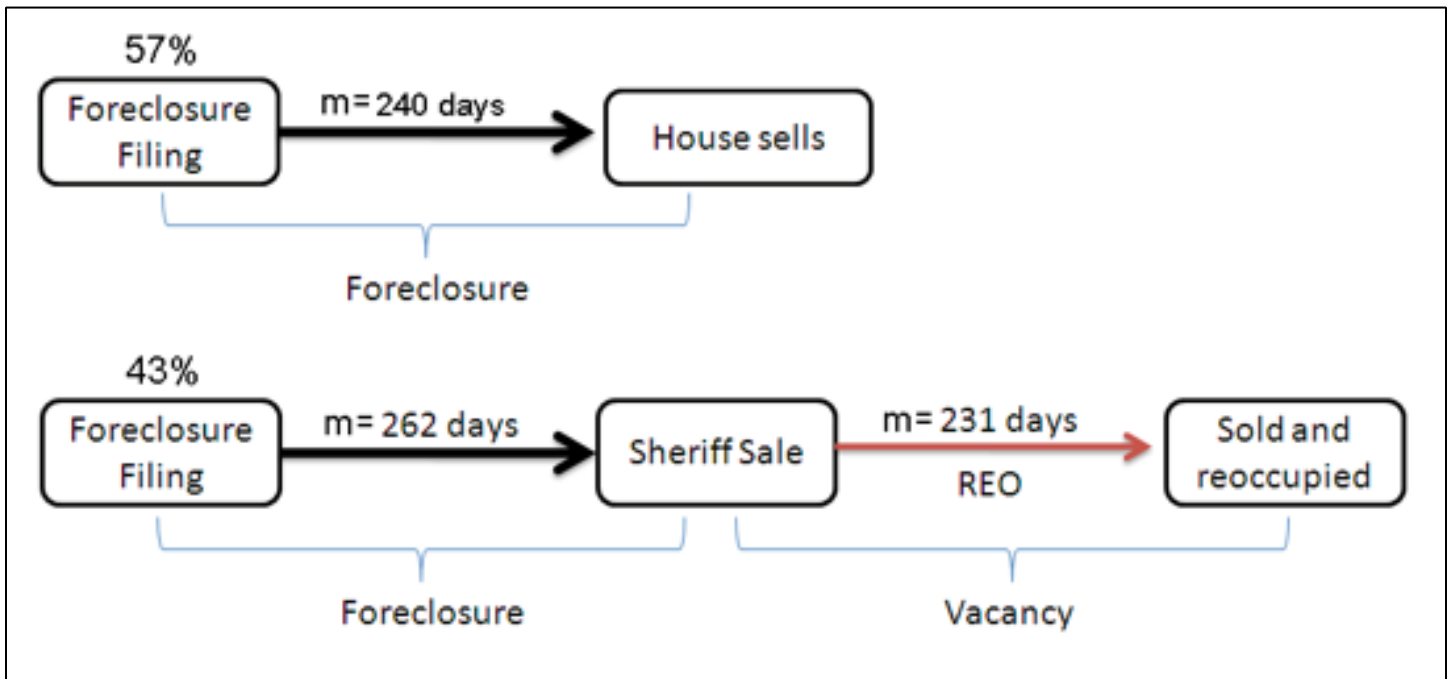 57%
Foreclosure
Filing
m= 240 days
House sells
Foreclosure
43%
Foreclosure
Filing
m= 262 days
Sheriff Sale
m= 231 days
REO
Sold and
reoccupied
Foreclosure
Vacancy